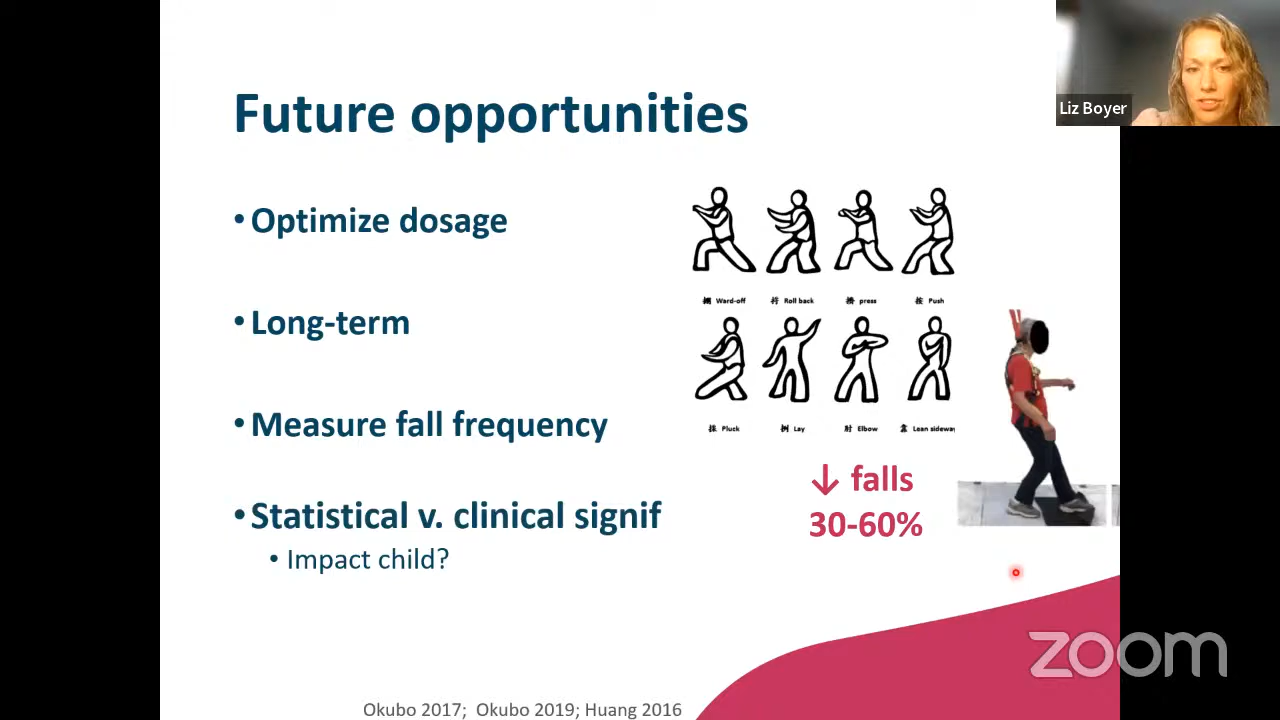 Future opportunities
Liz Boyer
• Optimize dosage
• Long-term
• Measure fall frequency
• Statistical v. clinical signif
• Impact child?
掤 Ward-off
捋 Roll back
擠 press
按 Push
採 Pluck
挒 Lay
肘 Elbow
靠 Lean sideway
↓ falls
30-60%
zoom
Okubo 2017; Okubo 2019; Huang 2016